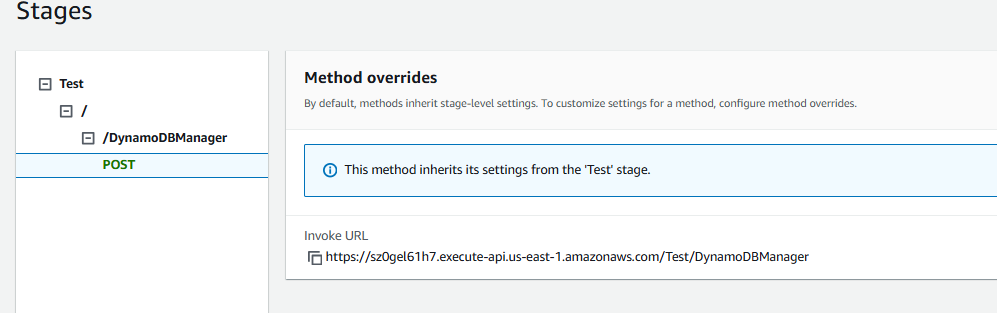 Stages
Test
/
/DynamoDBManager
POST
Method overrides
By default, methods inherit stage-level settings. To customize settings for a method, configure method overrides.
This method inherits its settings from the 'Test' stage.
Invoke URL
https://sz0gel61h7.execute-api.us-east-1.amazonaws.com/Test/DynamoDBManager